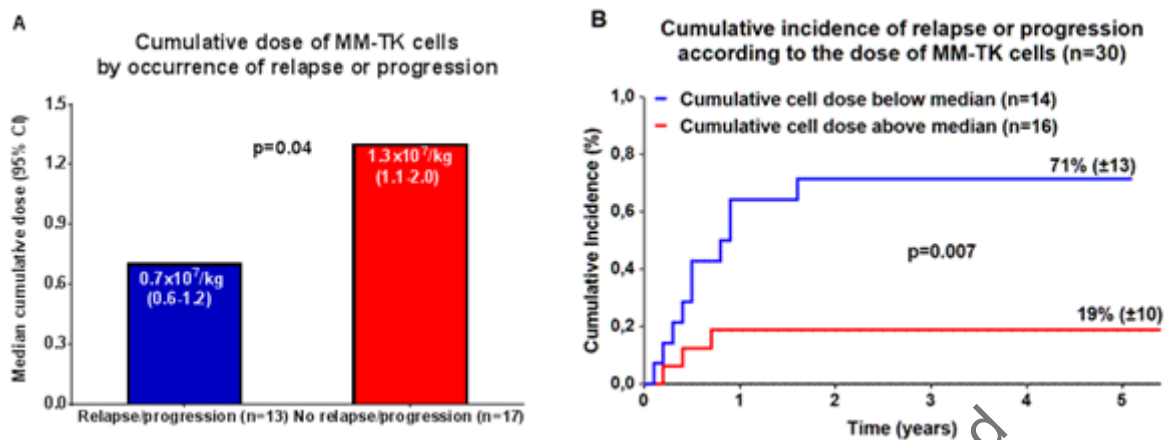 A
Cumulative dose of MM-TK cells
by occurrence of relapse or progression
Median cumulative dose (95% CI)
1.5
1.2
0.9
0.6
0.3
0.0
p=0.04
0.7x10⁷/kg
(0.6-1.2)
1.3x10⁷/kg
(1.1-2.0)
Relapse/progression (n=13) No relapse/progression (n=17)
B
Cumulative incidence of relapse or progression
according to the dose of MM-TK cells (n=30)
Cumulative Incidence (%)
1,0
0,8
0,6
0,4
0,2
0,0
Cumulative cell dose below median (n=14)
Cumulative cell dose above median (n=16)
71% (±13)
p=0.007
19% (±10)
0 1 2 3 4 5
Time (years)